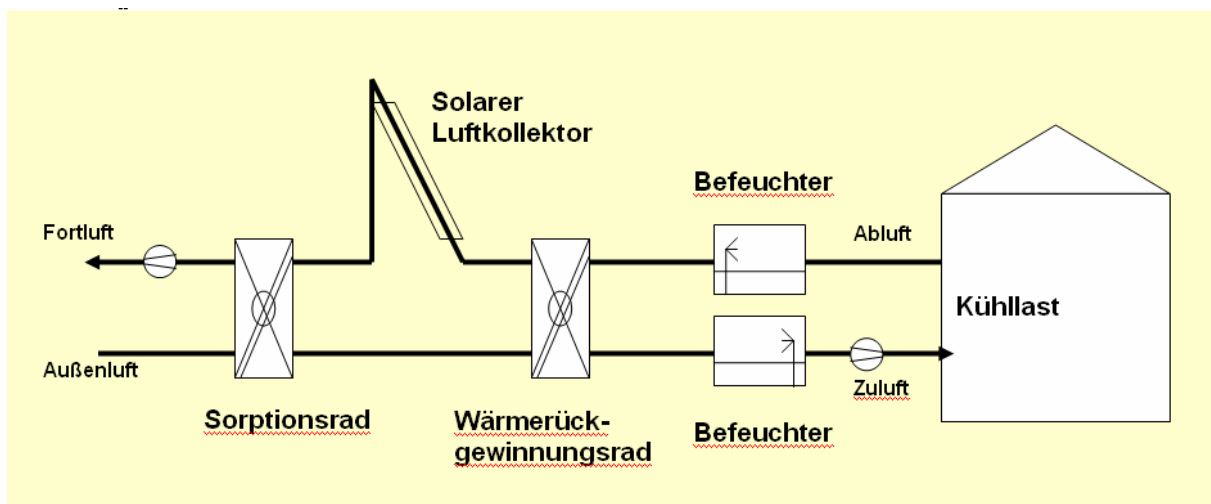 Solarer
Luftkollektor
Befeuchter
Fortluft
Abluft
Kühllast
Außenluft
Zuluft
Sorptionsrad
Wärmerück-
gewinnungsrad
Befeuchter